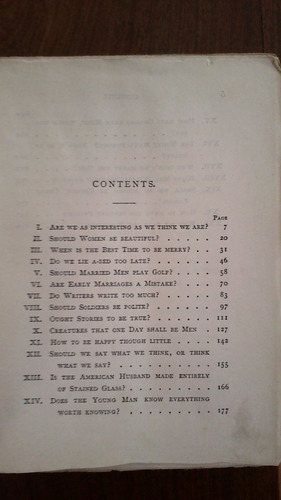 CONTENTS.
Page
I. Are we as interesting as we think we are? 7
II. Should Women be beautiful? . . . . . 20
III. When is the Best Time to be Merry? . . . 31
IV. Do we lie a-bed too late? . . . . . 46
V. Should Married Men play Golf? . . . . 58
VI. Are Early Marriages a Mistake? . . . . 70
VII. Do Writers write too much? . . . . . 83
VIII. Should Soldiers be Polite? . . . . . 97
IX. Ought Stories to be true? . . . . . 111
X. Creatures that one Day shall be Men . 127
XI. How to be Happy though Little . . . . 142
XII. Should we say what we Think, or think
what we say? . . . . . . . . . 155
XIII. Is the American Husband made entirely
of Stained Glass? . . . . . . . . 166
XIV. Does the Young Man know everything
worth knowing? . . . . . . . . 177